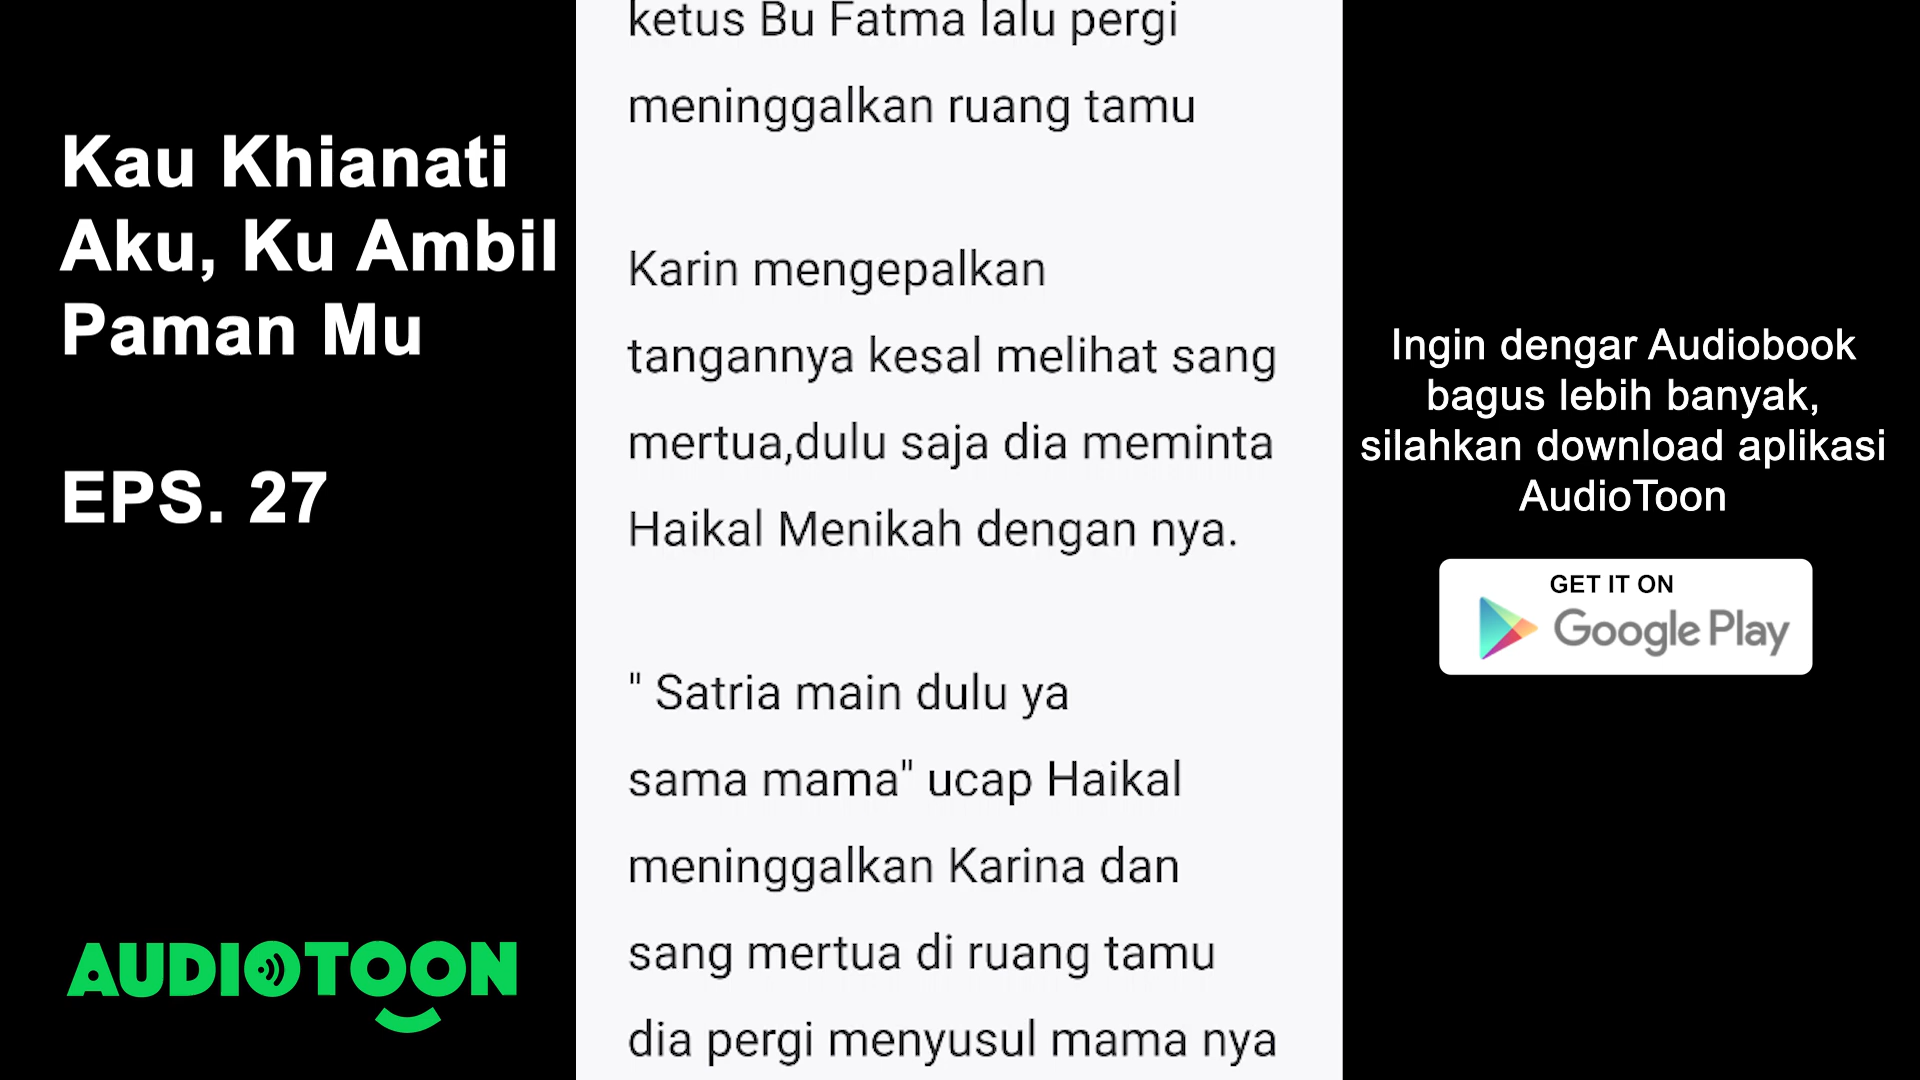 Kau Khianati
Aku, Ku Ambil
Paman Mu
EPS. 27
AUDIOTOON
ketus Bu Fatma lalu pergi
meninggalkan ruang tamu
Karin mengepalkan
tangannya kesal melihat sang
mertua,dulu saja dia meminta
Haikal Menikah dengan nya.
" Satria main dulu ya
sama mama" ucap Haikal
meninggalkan Karina dan
sang mertua di ruang tamu
dia pergi menyusul mama nya
Ingin dengar Audiobook
bagus lebih banyak,
silahkan download aplikasi
AudioToon
GET IT ON
Google Play